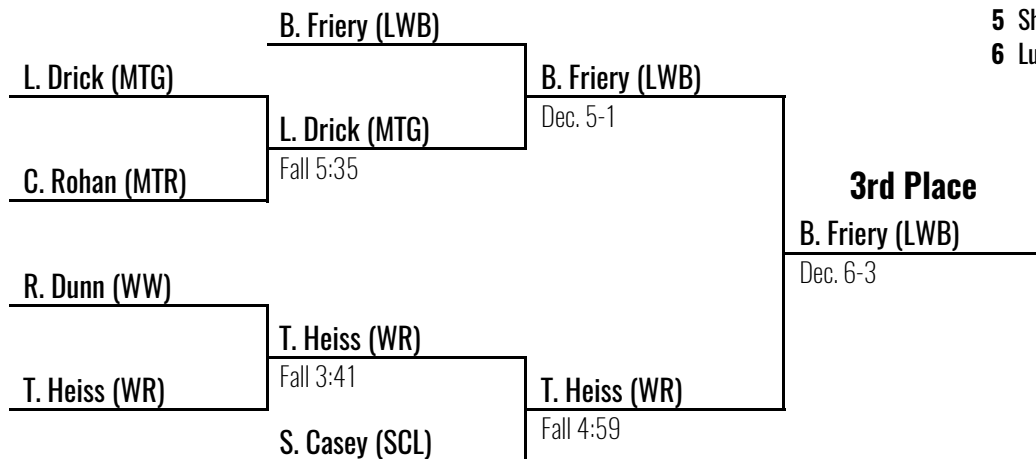 B. Friery (LWB)
5
6
L. Drick (MTG)
B. Friery (LWB)
Dec. 5-1
L. Drick (MTG)
Fall 5:35
C. Rohan (MTR)
3rd Place
B. Friery (LWB)
Dec. 6-3
R. Dunn (WW)
T. Heiss (WR)
Fall 3:41
T. Heiss (WR)
T. Heiss (WR)
Fall 4:59
S. Casey (SCL)